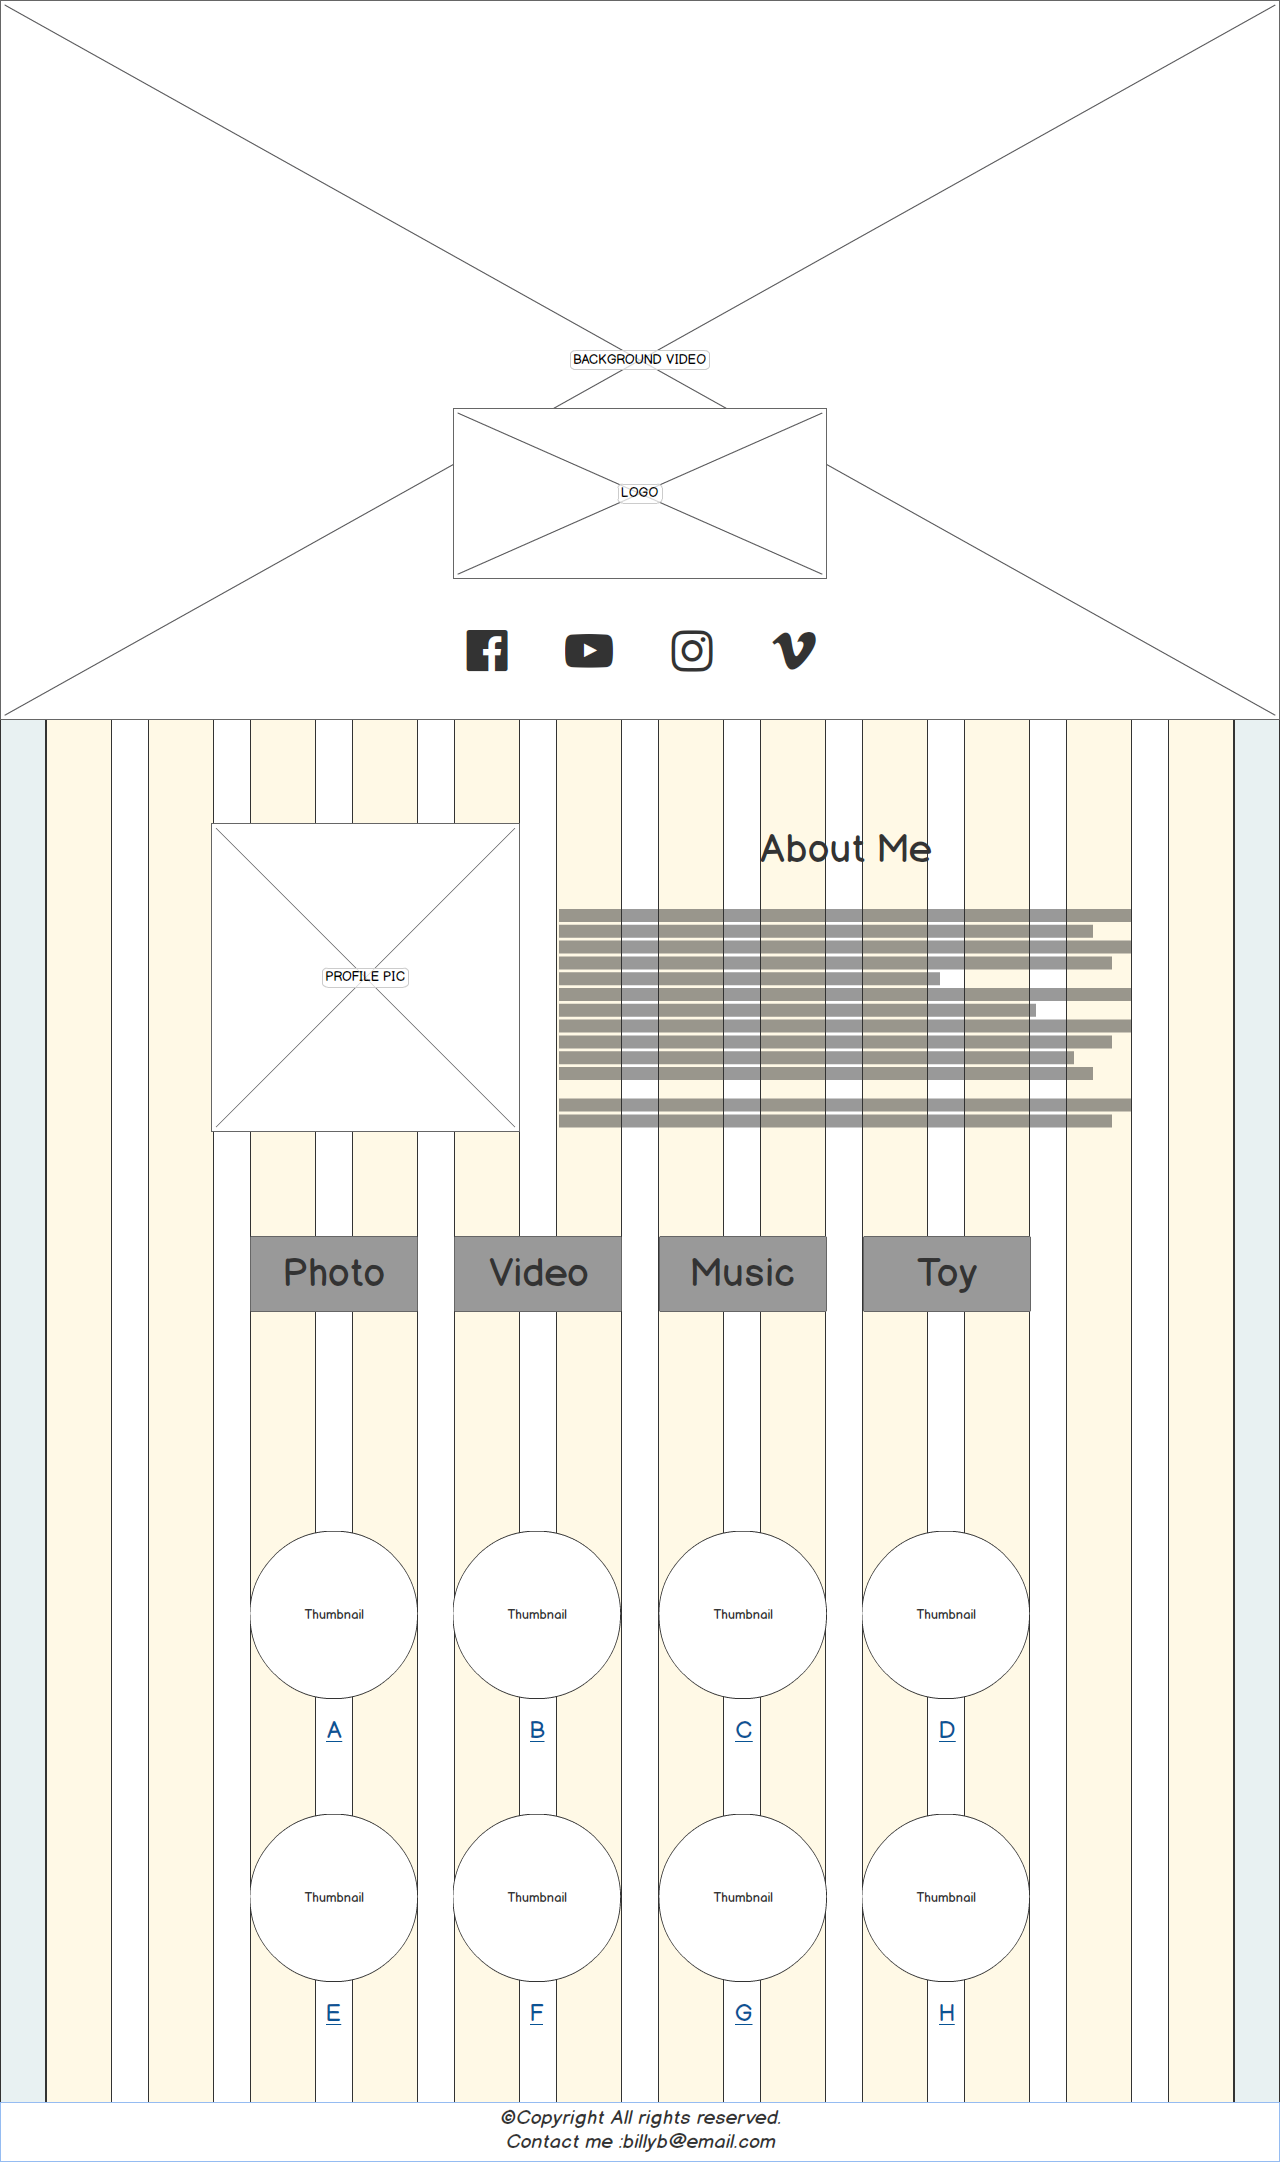 BACKGROUND VIDEO
LOGO
About Me
PROFILE PIC
Photo Video Music Toy
Thumbnail Thumbnail Thumbnail Thumbnail
A B C D
Thumbnail Thumbnail Thumbnail Thumbnail
E F G H
©Copyright All rights reserved.
Contact me :billyb@email.com